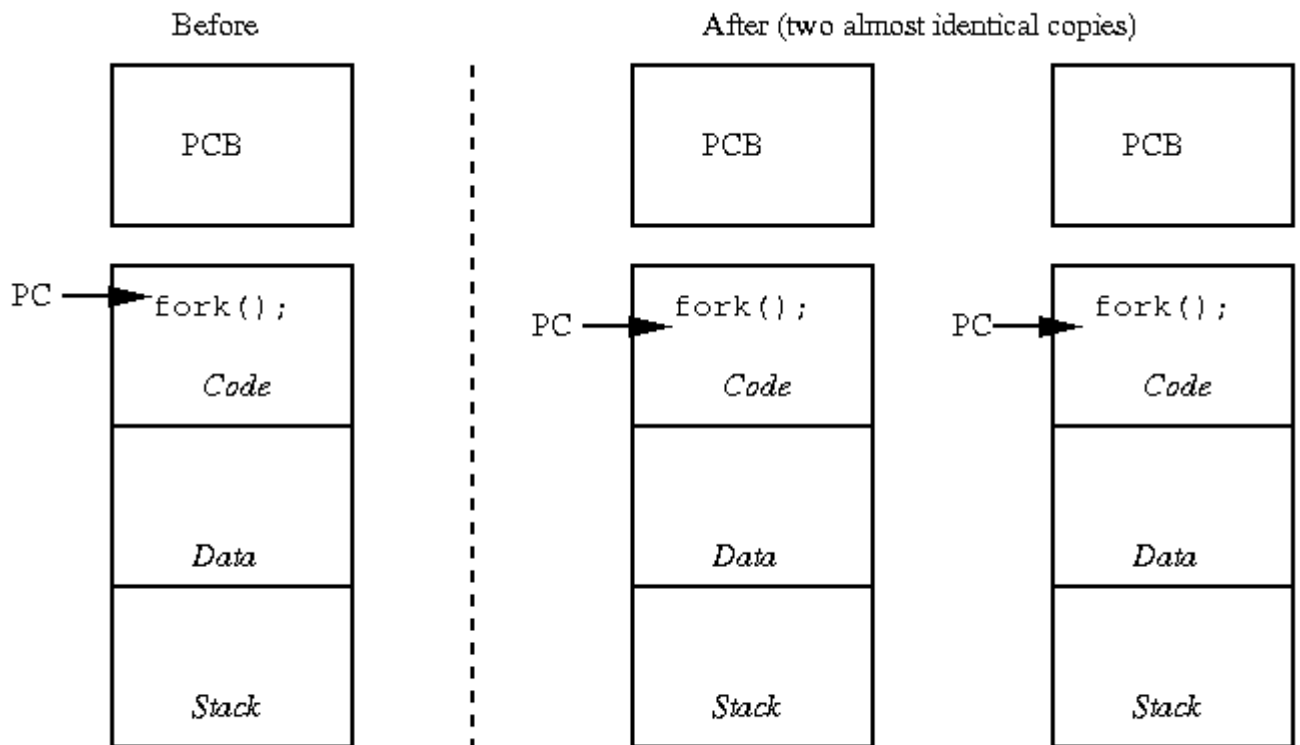 Before
After (two almost identical copies)
PCB
PCB
PCB
PC
fork();
PC
fork();
PC
fork();
Code
Code
Code
Data
Data
Data
Stack
Stack
Stack